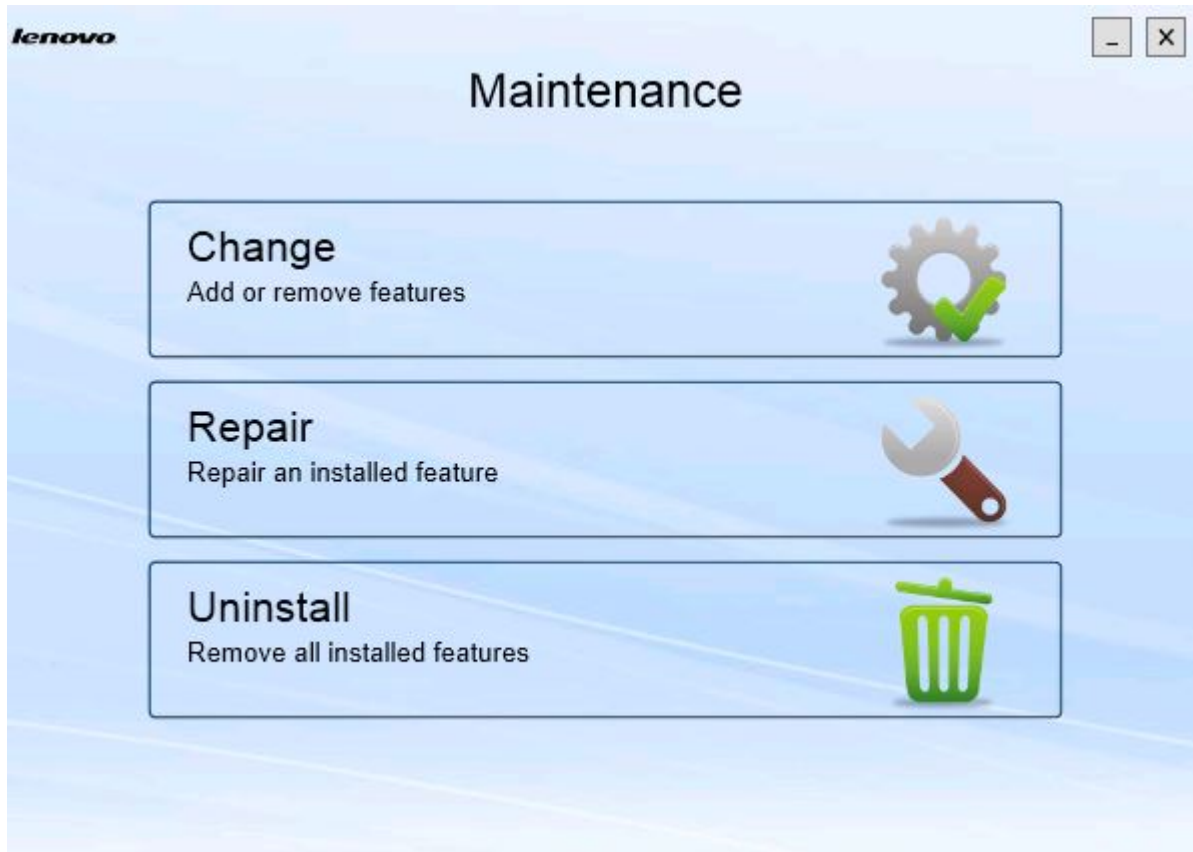 lenovo
Maintenance
Change
Add or remove features
Repair
Repair an installed feature
Uninstall
Remove all installed features